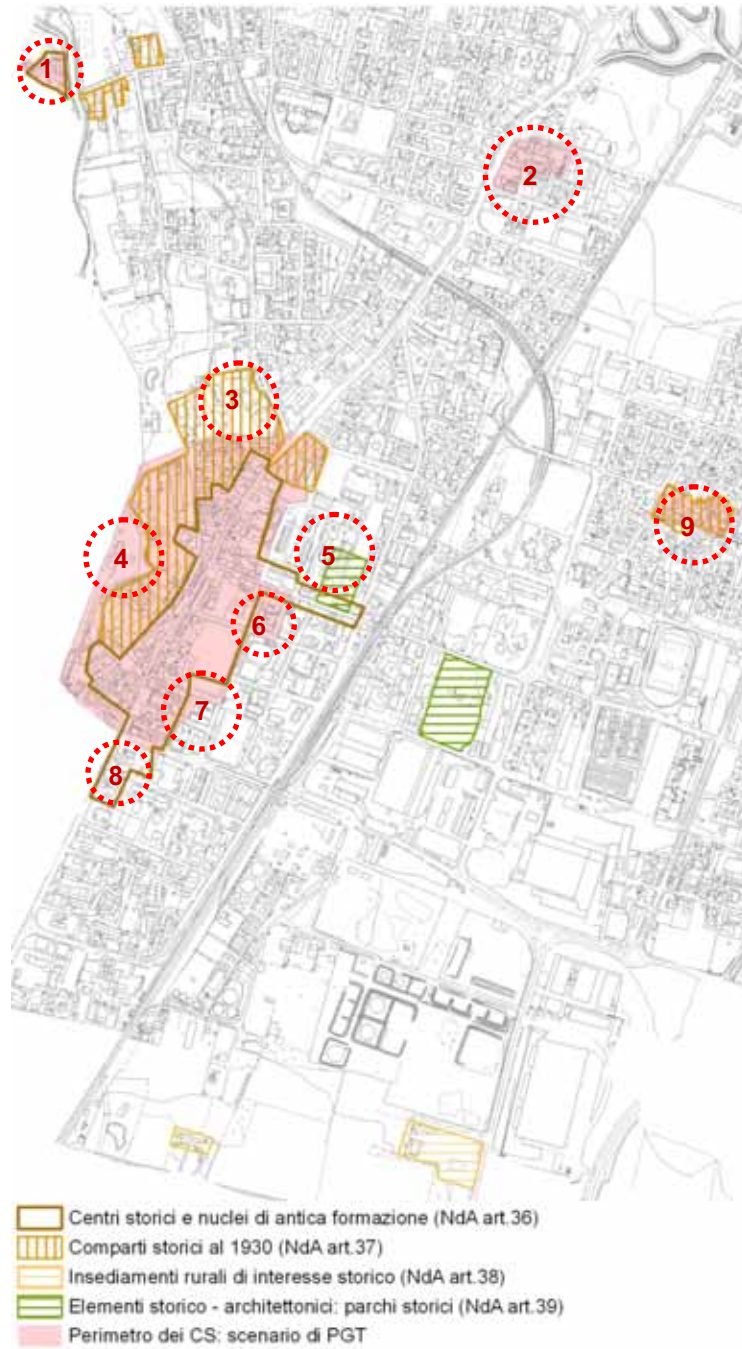 1
2
3
4
5
6
7
8
9
Centri storici e nuclei di antica formazione (NdA art.36)
Comparti storici al 1930 (NdA art.37)
Insediamenti rurali di interesse storico (NdA art.38)
Elementi storico - architettonici: parchi storici (NdA art.39)
Perimetro dei CS: scenario di PGT